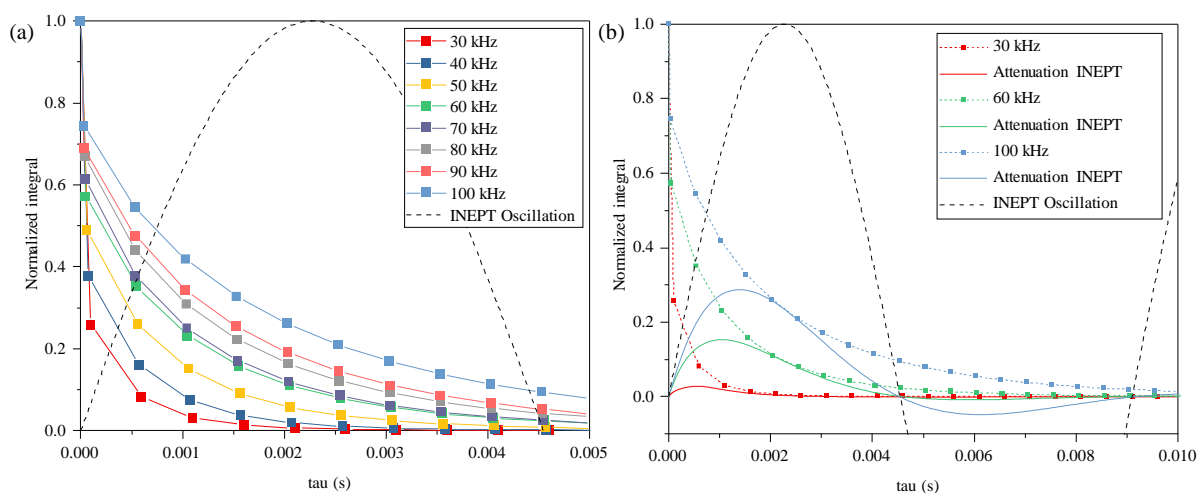 (a)
1.0
0.8
0.6
0.4
0.2
0.0
Normalized integral
0.000
0.001
0.002
0.003
0.004
0.005
tau (s)
30 kHz
40 kHz
50 kHz
60 kHz
70 kHz
80 kHz
90 kHz
100 kHz
INEPT Oscillation
(b)
1.0
0.8
0.6
0.4
0.2
0.0
Normalized integral
0.000
0.002
0.004
0.006
0.008
0.010
tau (s)
30 kHz
Attenuation INEPT
60 kHz
Attenuation INEPT
100 kHz
Attenuation INEPT
INEPT Oscillation